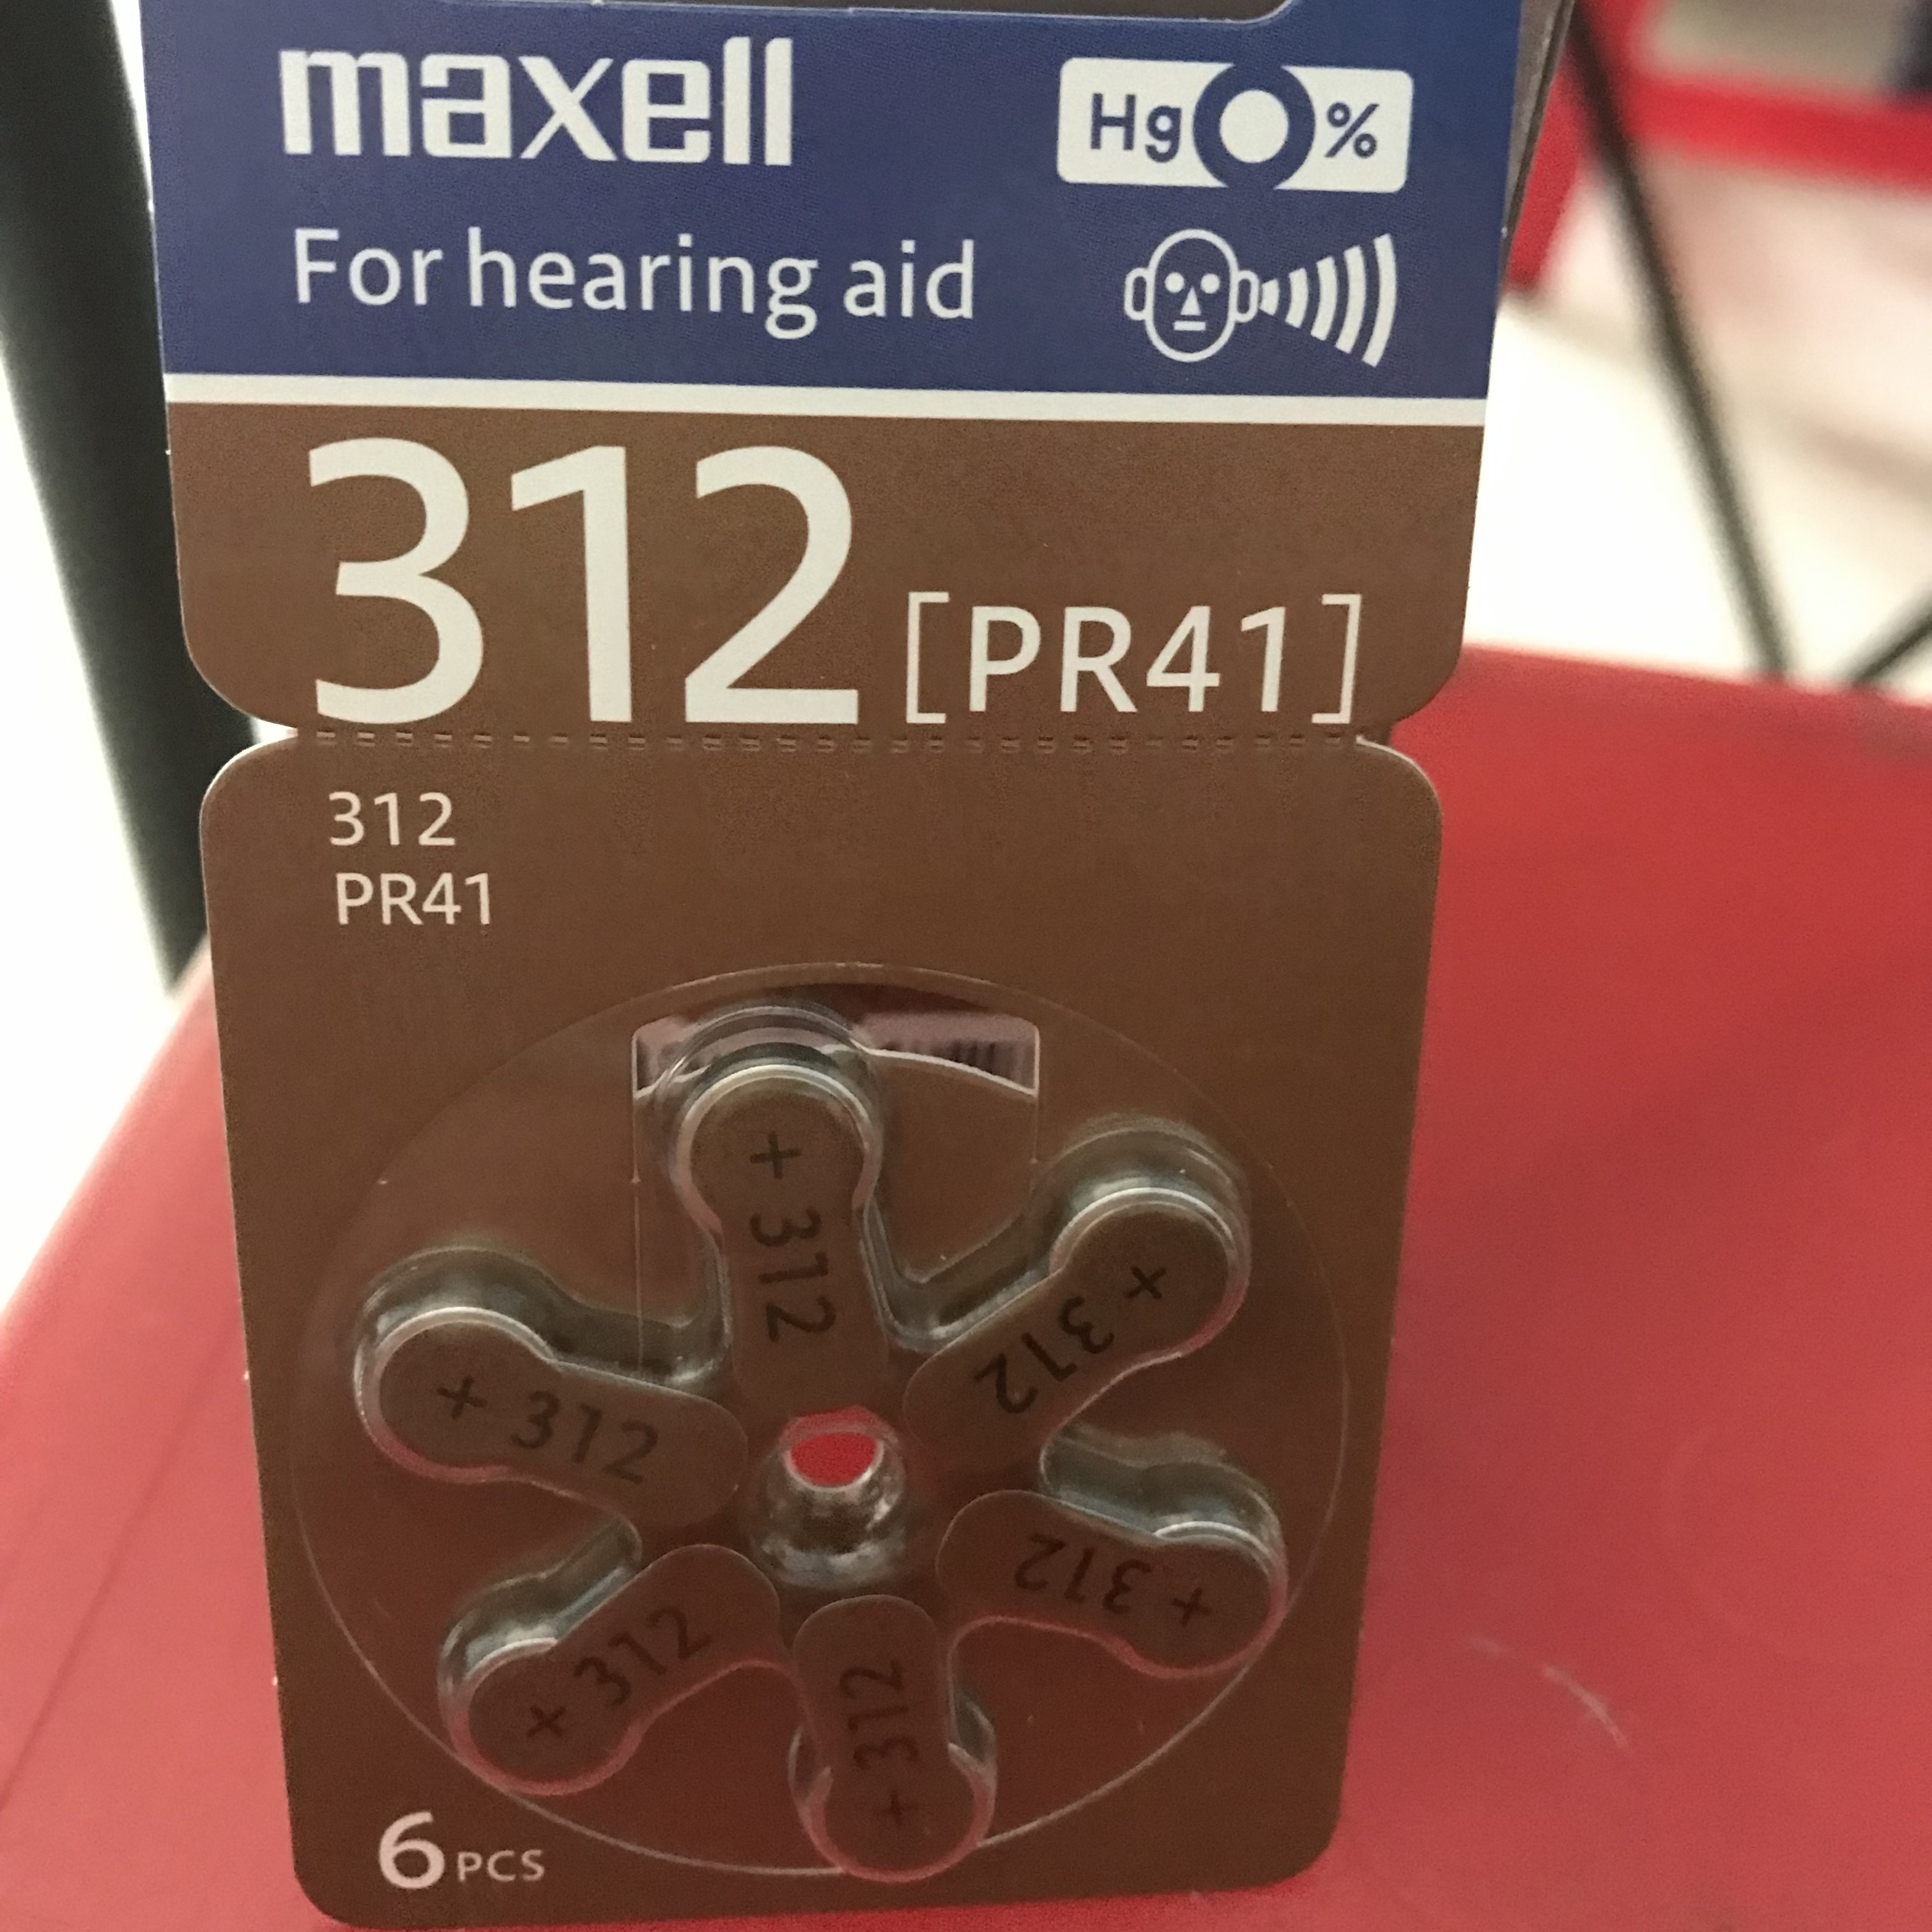 maxell
Hg0%
For hearing aid
312 [PR41]
312
PR41
+ 312
+ 312
+ 312
+ 312
+ 312
+ 312
6 PCS